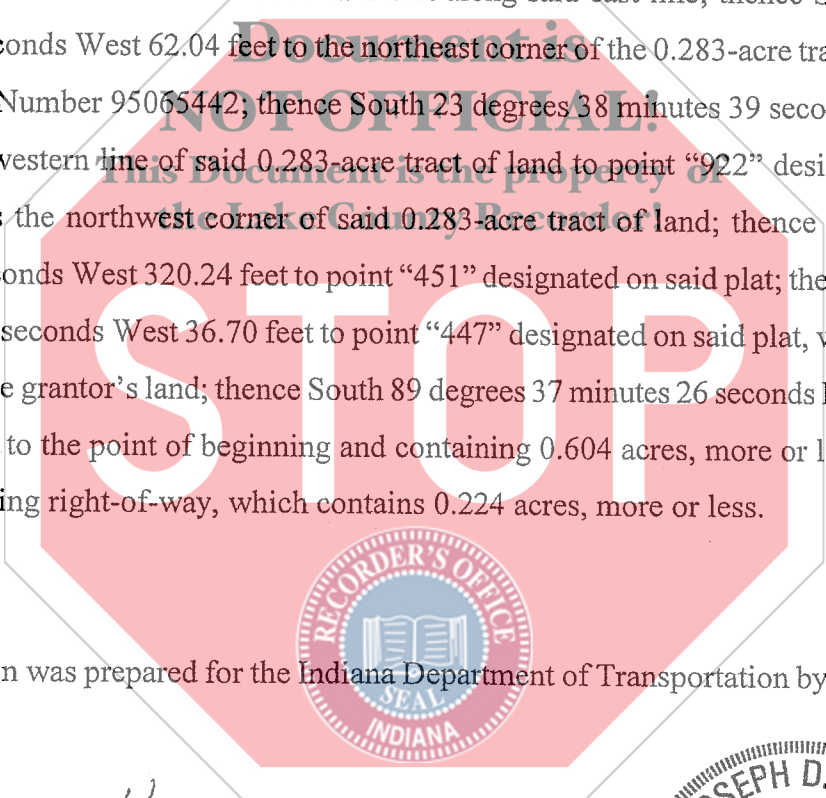 along said east line, thence S
conds West 62.04 feet to the northeast corner of the 0.283-acre tra
Number 95065442; thence South 23 degrees 38 minutes 39 seco
western line of said 0.283-acre tract of land to point “922” desi
the northwest corner of said 0.283-acre tract of land; thence
onds West 320.24 feet to point “451” designated on said plat; the
seconds West 36.70 feet to point “447” designated on said plat, w
e grantor’s land; thence South 89 degrees 37 minutes 26 seconds
to the point of beginning and containing 0.604 acres, more or l
ing right-of-way, which contains 0.224 acres, more or less.
n was prepared for the Indiana Department of Transportation by
Document is
NOT OFFICIAL!
This Document is the property of
the Lake County Recorder!
STOP
RECORDER'S OFFICE
SEAL
INDIANA
SEPH D.